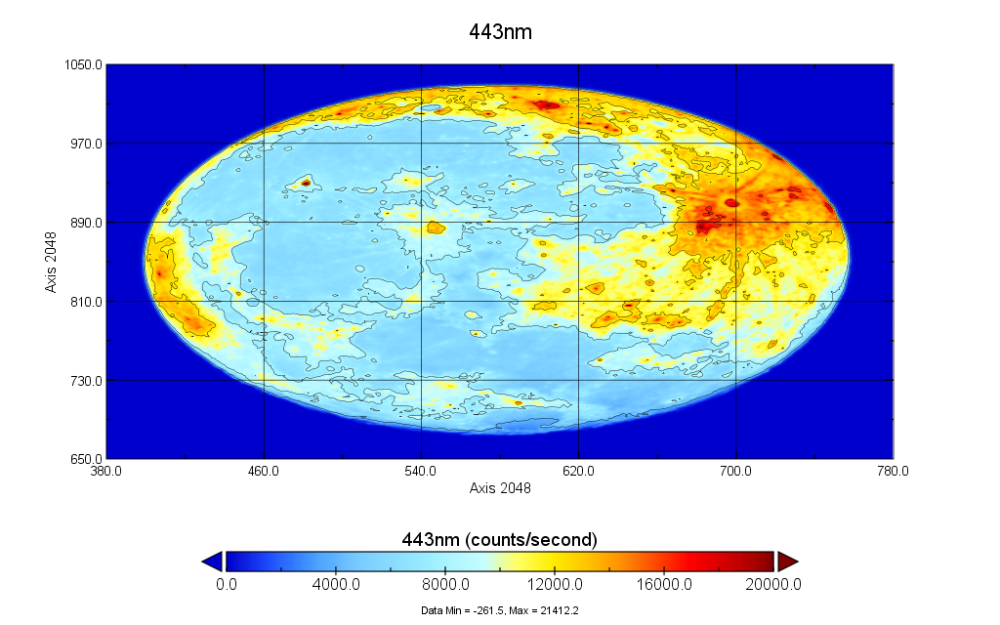 443nm
1050.0
970.0
890.0
810.0
730.0
650.0
Axis 2048
380.0 460.0 540.0 620.0 700.0 780.0
Axis 2048
443nm (counts/second)
0.0 4000.0 8000.0 12000.0 16000.0 20000.0
Data Min = -261.5, Max = 21412.2